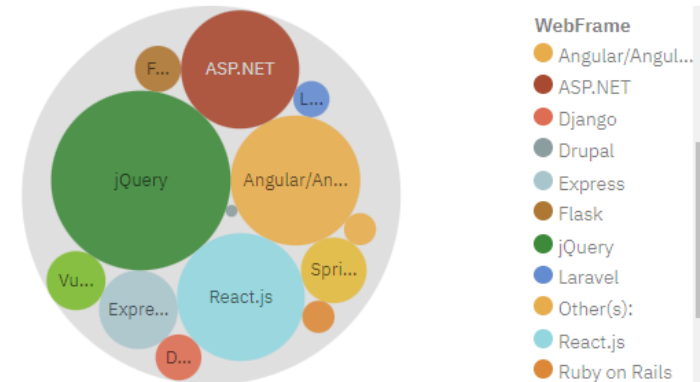 F...
ASP.NET
L...
jQuery
Angular/An...
Vu...
Expre...
React.js
Spri...
D...
WebFrame
Angular/Angul...
ASP.NET
Django
Drupal
Express
Flask
jQuery
Laravel
Other(s):
React.js
Ruby on Rails